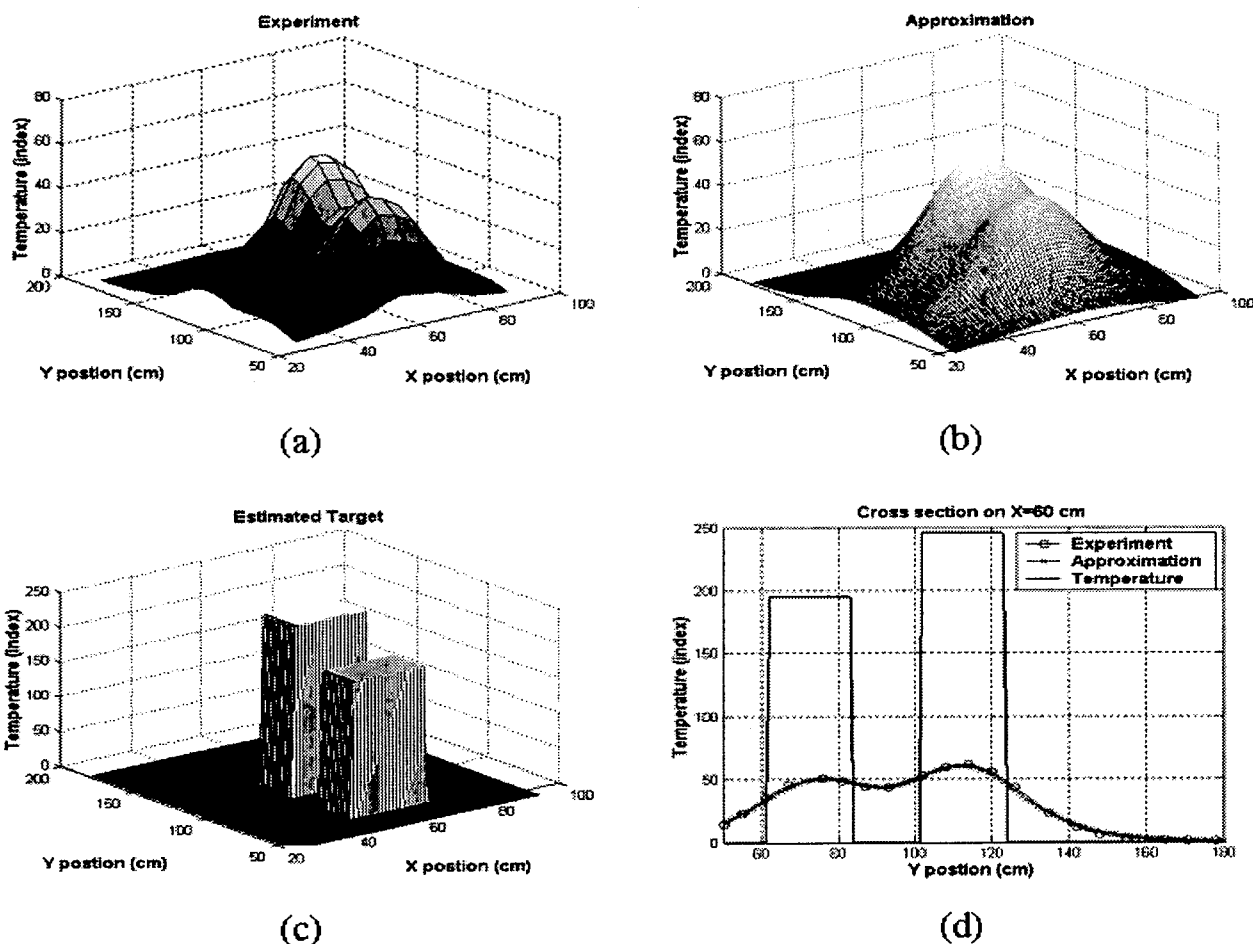 Experiment
80
60
40
20
0
Temperature (index)
200
150
100
50
Y postion (cm)
20
40
60
80
100
X postion (cm)
(a)
Approximation
80
60
40
20
0
Temperature (index)
200
150
100
50
Y postion (cm)
20
40
60
80
100
X postion (cm)
(b)
Estimated Target
250
200
150
100
50
0
Temperature (index)
200
150
100
50
Y postion (cm)
20
40
60
80
100
X postion (cm)
(c)
Cross section on X=60 cm
250
200
150
100
50
0
Temperature (index)
Experiment
Approximation
Temperature
60
80
100
120
140
160
180
Y postion (cm)
(d)